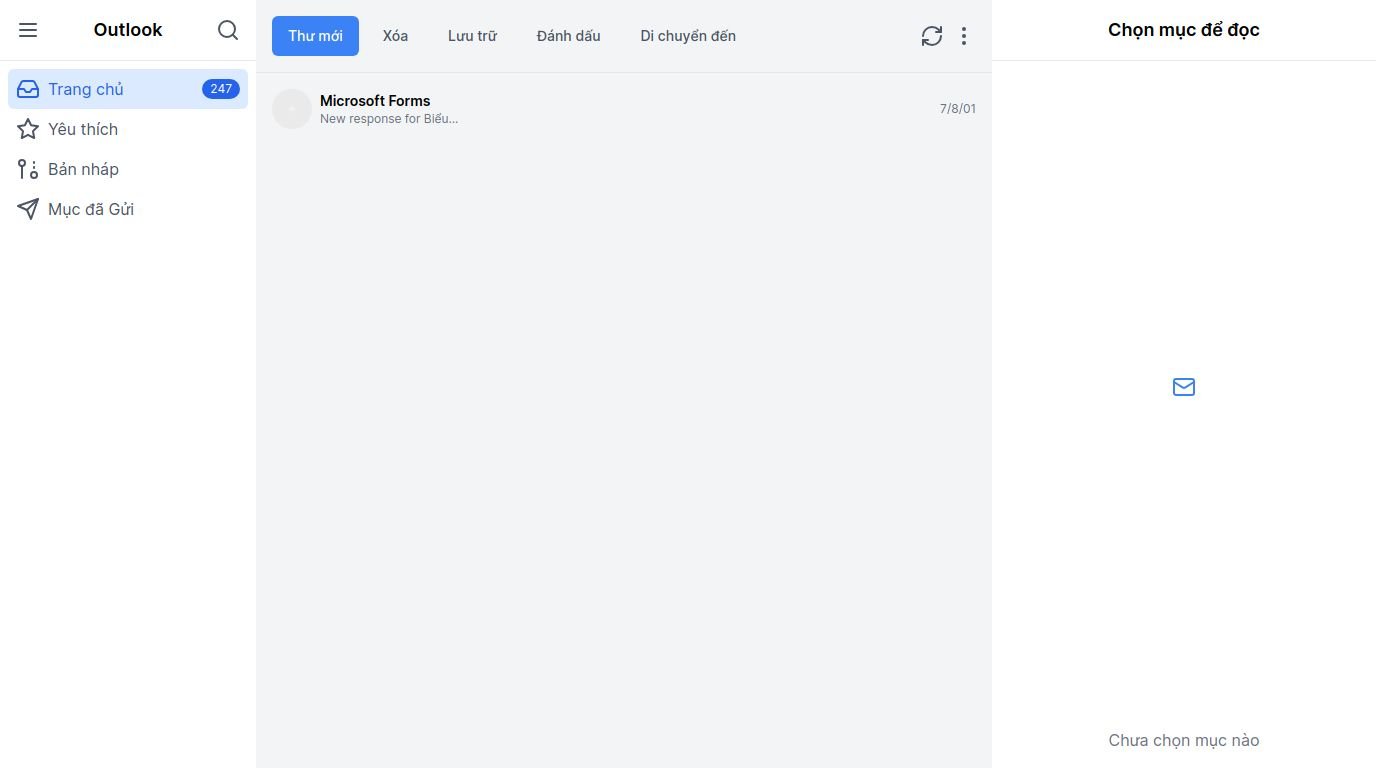 Outlook
Trang chủ
247
Yêu thích
Bản nháp
Mục đã Gửi
Thư mới
Xóa
Lưu trữ
Đánh dấu
Di chuyển đến
Microsoft Forms
New response for Biểu...
7/8/01
Chọn mục để đọc
Chưa chọn mục nào